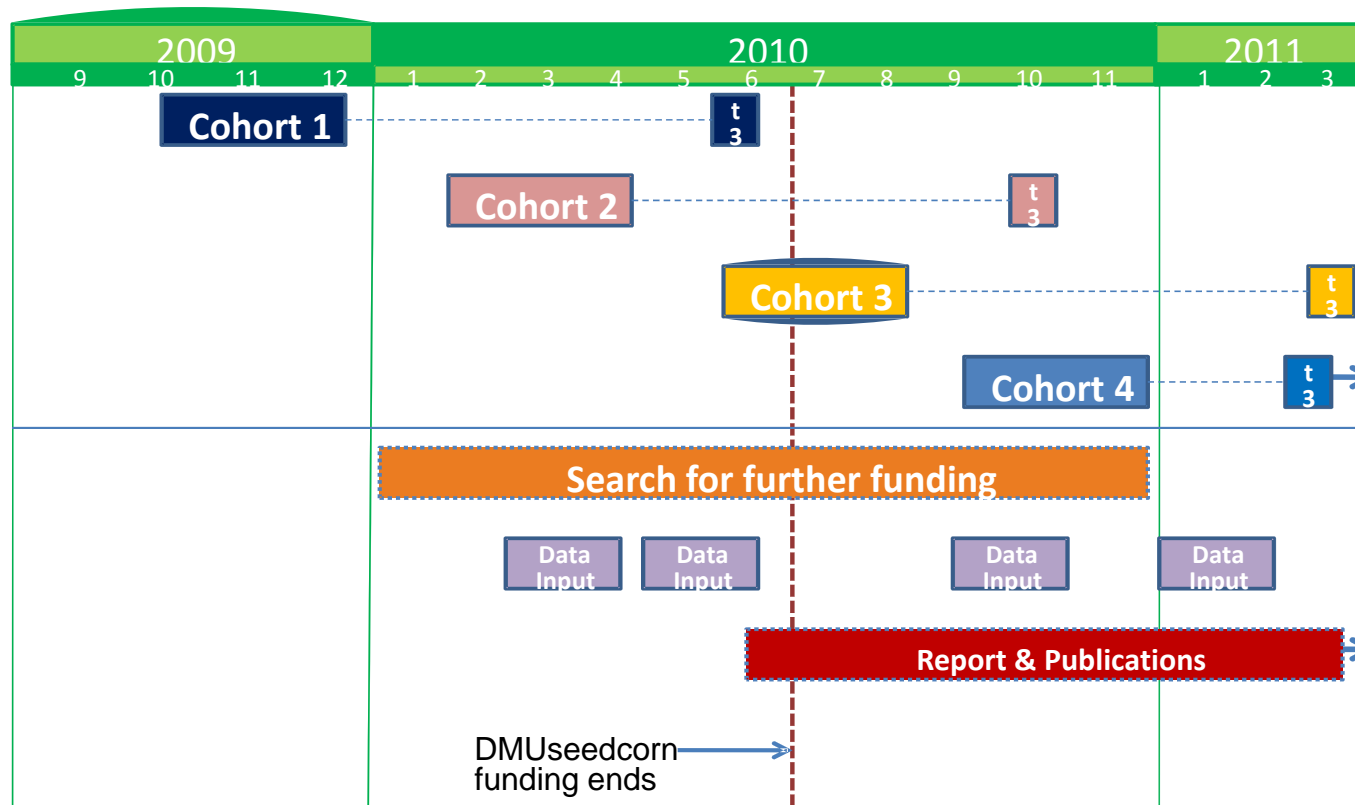 2009 2010 2011
9 10 11 12 1 2 3 4 5 6 7 8 9 10 11 1 2 3
Cohort 1
t
3
Cohort 2
t
3
Cohort 3
t
3
Cohort 4
t
3
Search for further funding
Data
Input
Data
Input
Data
Input
Data
Input
Report & Publications
DMUseedcorn
funding ends